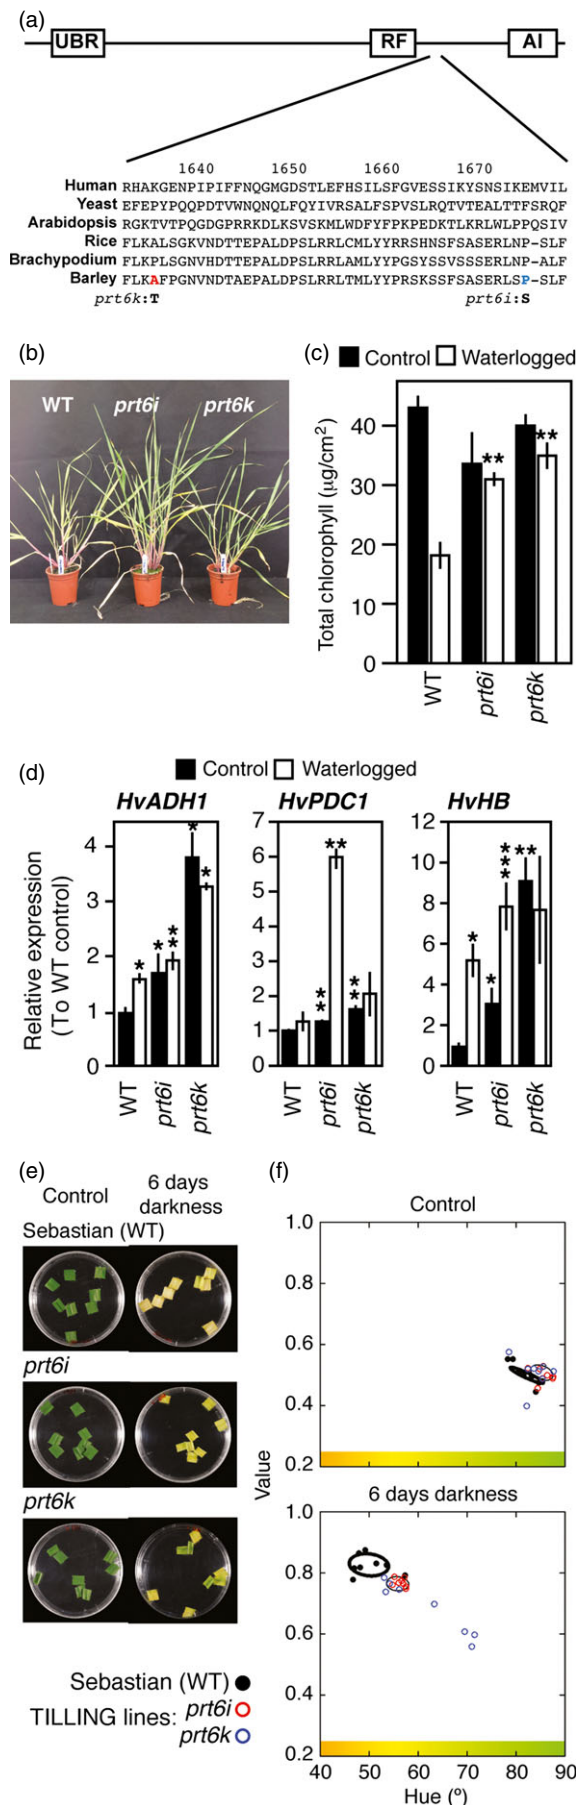 (a)
UBR RF AI
1640 1650 1660 1670
Human RHAKGENPIPIFFNQGMGDSTLEFHSILSFGVESSIKYSNSIKEMVIL
Yeast EFEPYPQQPDTVWNQNQLFQYIVRSALFSPVSLRQTVTEALTTFSRQF
Arabidopsis RGKTVTPQGDGPRRKDLKSVSKMLWDFYFQIKPEDKTLKRLWLPPQSIV
Rice FLKALSGKVNDTTEPALDPSLRRLCMLYYRRSHNSFSASERLNP-SLF
Brachypodium FLKPLSGNVHDTTEPALDPSLRRLAMLYYPGSYSSVSASERLNP-ALF
Barley FLKAFPGNVNDTAEPALDPSLRRLCTMLYYPRSKSSFSASERLSP-SLF
prt6k:T prt6i:S
(b)
WT prt6i prt6k
(c)
Control Waterlogged
Total chlorophyll (µg/cm²)
40
30
20
10
0
**
**
WT prt6i prt6k
(d)
Control Waterlogged
HvADH1 HvPDC1 HvHB
Relative expression
(To WT control)
4
3
2
1
0
* * ** * *
WT prt6i prt6k
7
6
5
4
3
2
1
0
** ** **
WT prt6i prt6k
12
10
8
6
4
2
0
* * *** **
WT prt6i prt6k
(e)
Control 6 days
darkness
Sebastian (WT)
prt6i
prt6k
Sebastian (WT)
TILLING lines: prt6i
prt6k
(f)
Control
1.0
0.8
0.6
0.4
0.2
Value
6 days darkness
1.0
0.8
0.6
0.4
0.2
40 50 60 70 80 90
Hue (º)